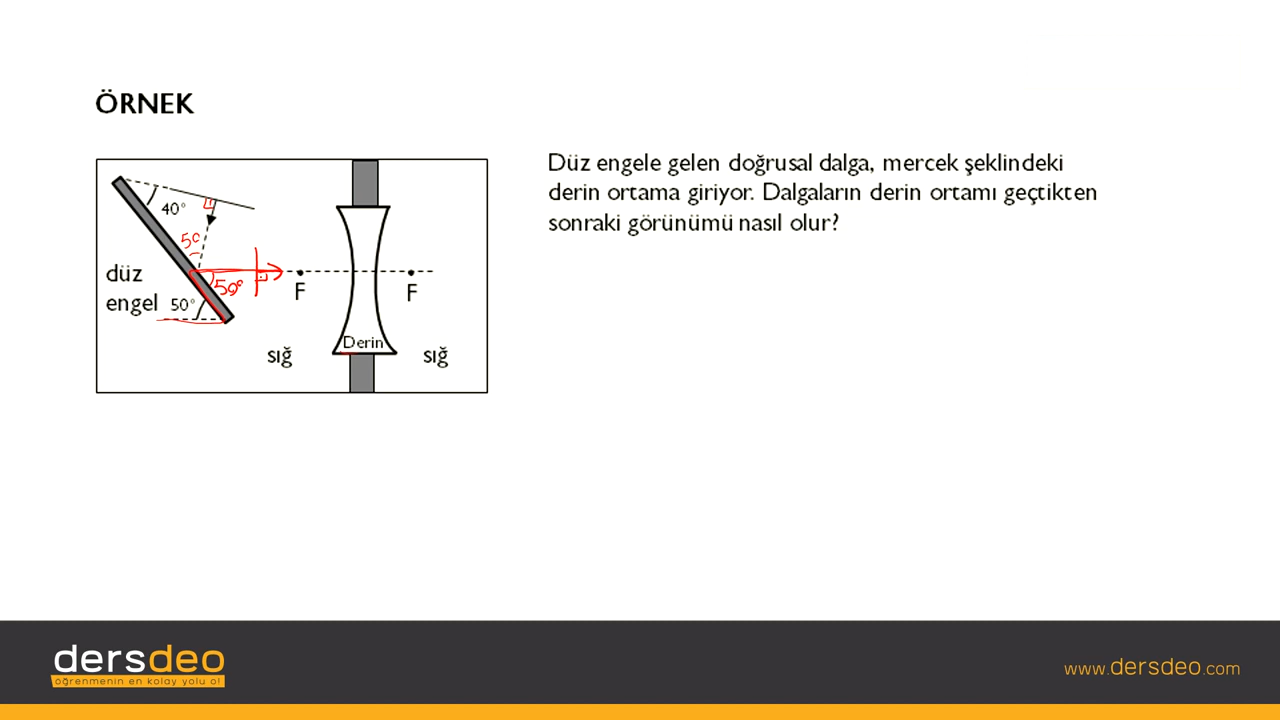 ÖRNEK
Düz engele gelen doğrusal dalga, mercek şeklindeki
derin ortama giriyor. Dalgaların derin ortamı geçtikten
sonraki görünümü nasıl olur?
40°
50
düz
engel
50°
50°
F
F
Derin
sığ
sığ
dersdeo
öğrenmenin en kolay yolu o!
www.dersdeo.com